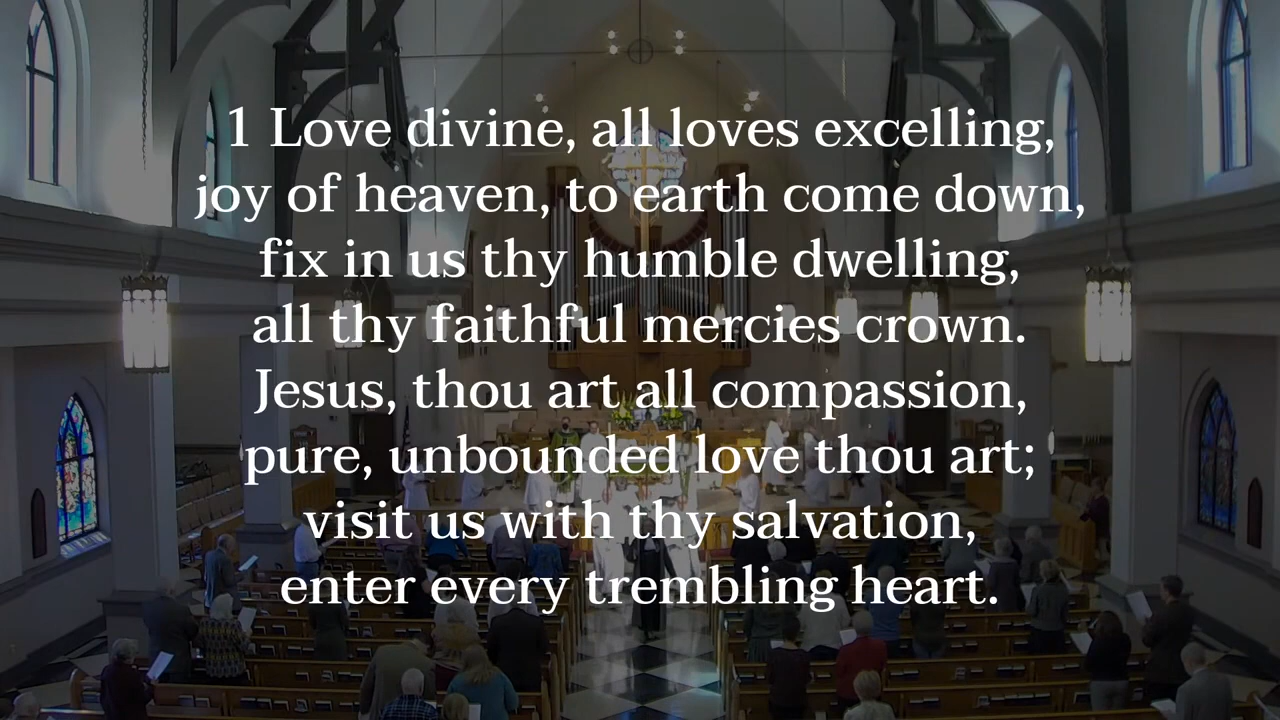 1 Love divine, all loves excelling,
joy of heaven, to earth come down,
fix in us thy humble dwelling,
all thy faithful mercies crown.
Jesus, thou art all compassion,
pure, unbounded love thou art;
visit us with thy salvation,
enter every trembling heart.